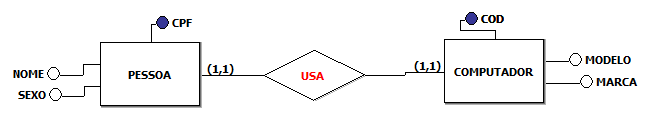 CPF
COD
NOME
SEXO
PESSOA
(1,1)
USA
(1,1)
COMPUTADOR
MODELO
MARCA